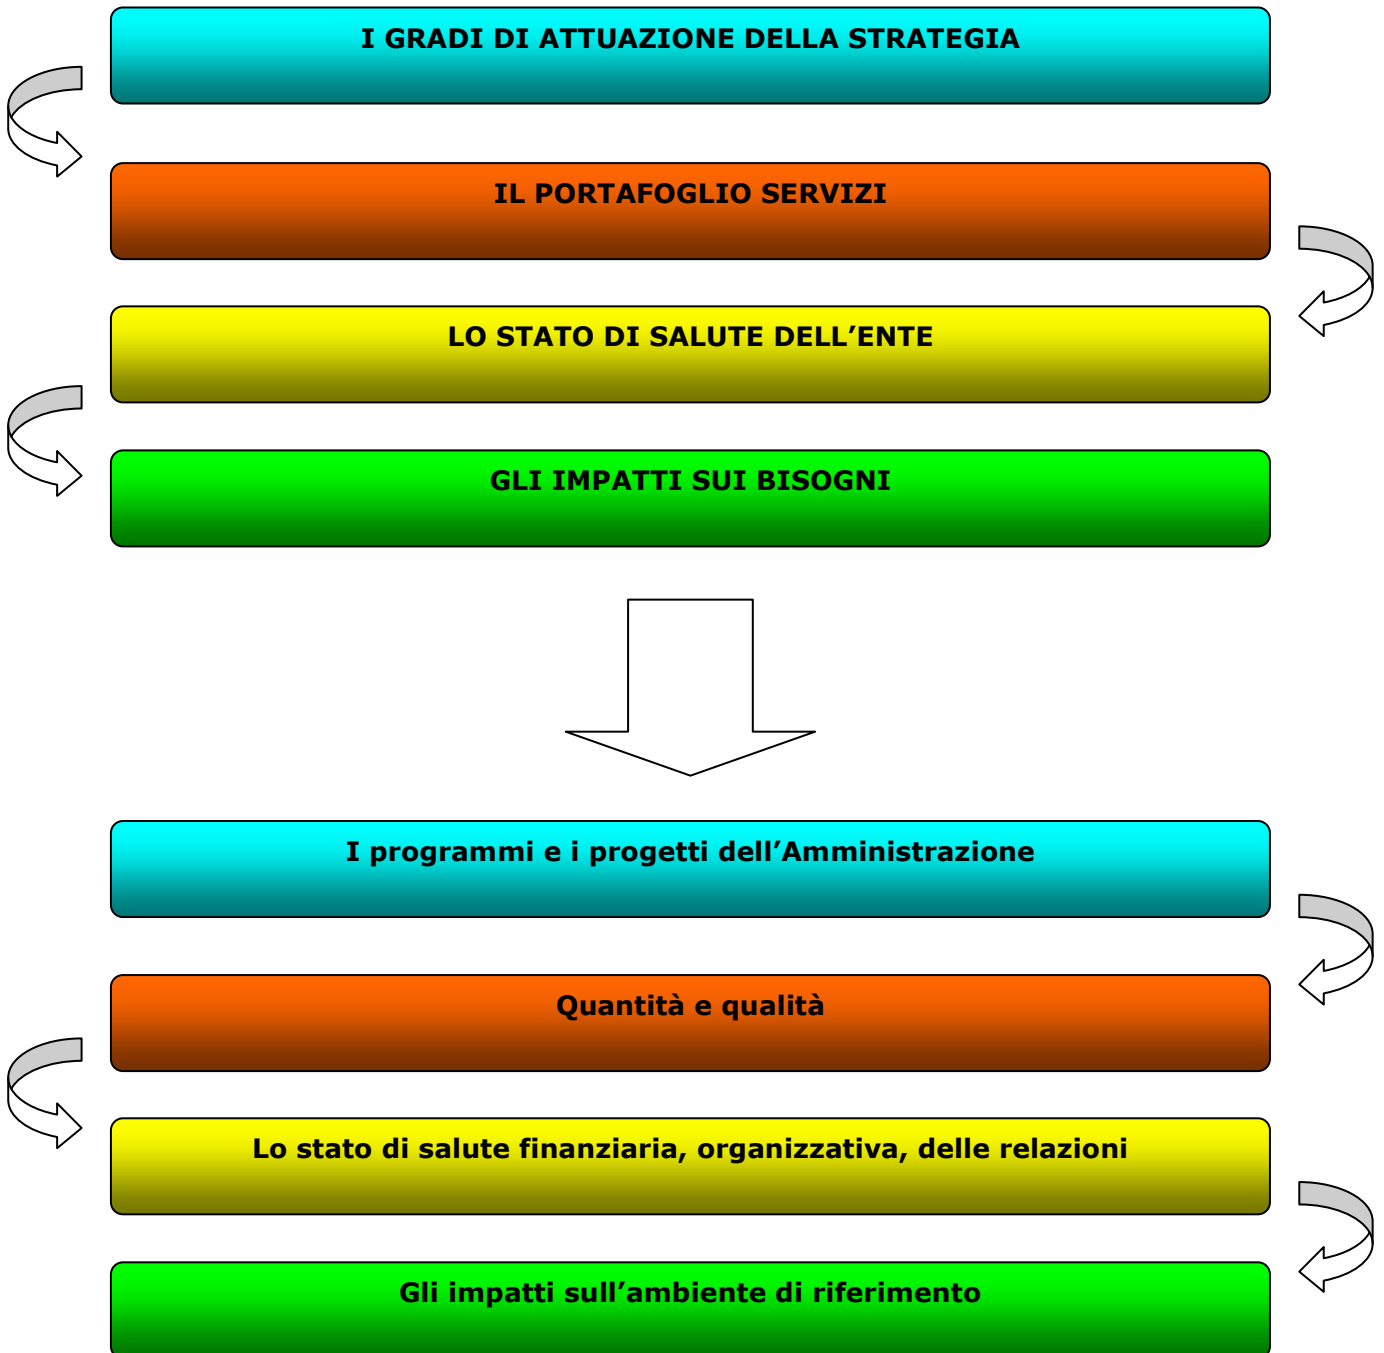 I GRADI DI ATTUAZIONE DELLA STRATEGIA
IL PORTAFOGLIO SERVIZI
LO STATO DI SALUTE DELL’ENTE
GLI IMPATTI SUI BISOGNI
I programmi e i progetti dell’Amministrazione
Quantità e qualità
Lo stato di salute finanziaria, organizzativa, delle relazioni
Gli impatti sull’ambiente di riferimento